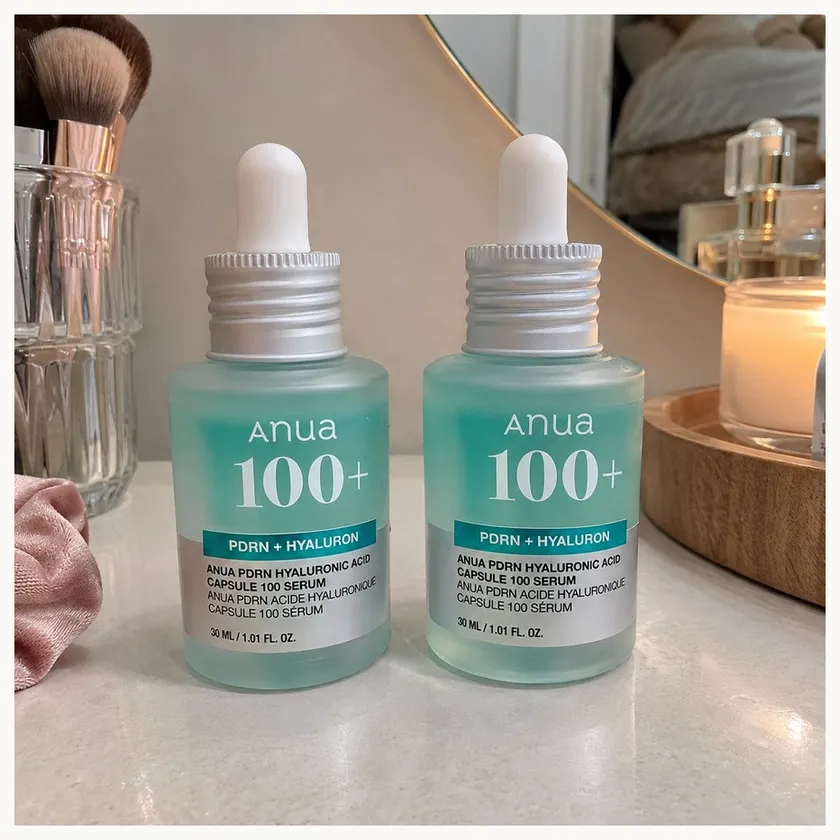 Anua
100+
PDRN + HYALURON
ANUA PDRN HYALURONIC ACID
CAPSULE 100 SERUM
ANUA PDRN ACIDE HYALURONIQUE
CAPSULE 100 SÉRUM
30 ML / 1.01 FL. OZ.
Anua
100+
PDRN + HYALURON
ANUA PDRN HYALURONIC ACID
CAPSULE 100 SERUM
ANUA PDRN ACIDE HYALURONIQUE
CAPSULE 100 SÉRUM
30 ML / 1.01 FL. OZ.